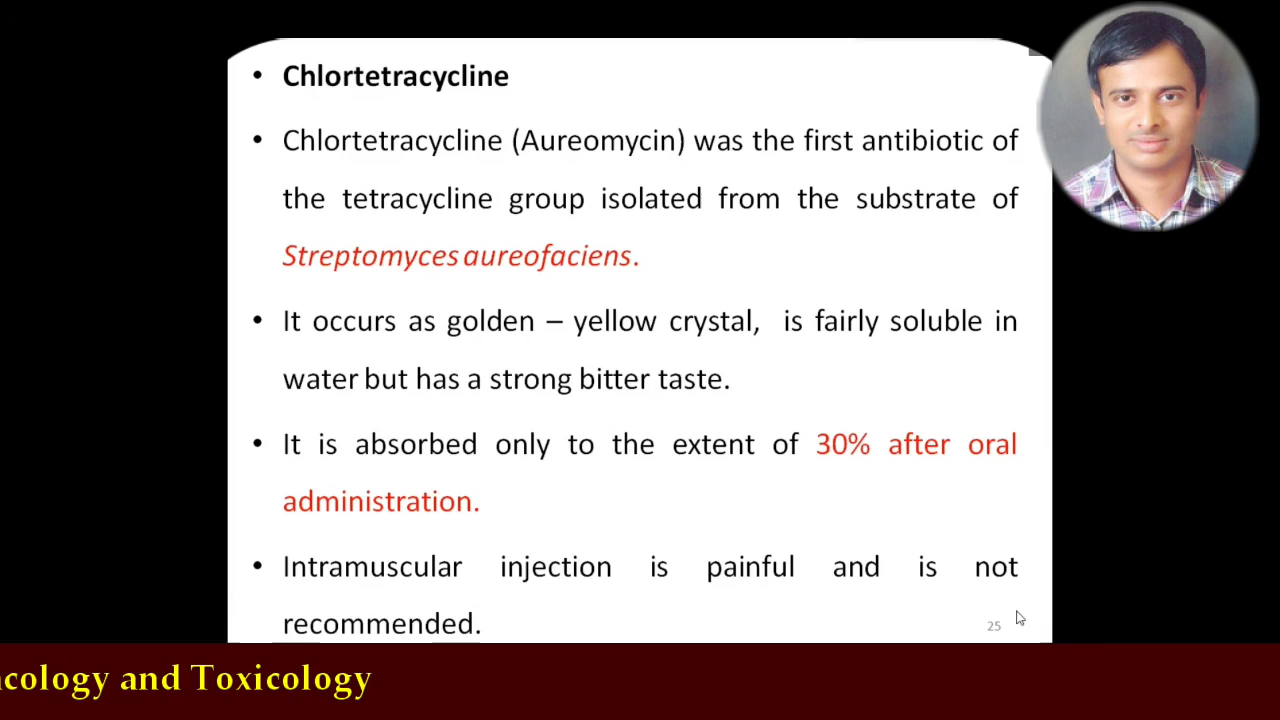 • Chlortetracycline
• Chlortetracycline (Aureomycin) was the first antibiotic of
the tetracycline group isolated from the substrate of
Streptomyces aureofaciens.
• It occurs as golden – yellow crystal, is fairly soluble in
water but has a strong bitter taste.
• It is absorbed only to the extent of 30% after oral
administration.
• Intramuscular injection is painful and is not
recommended.
25
cology and Toxicology